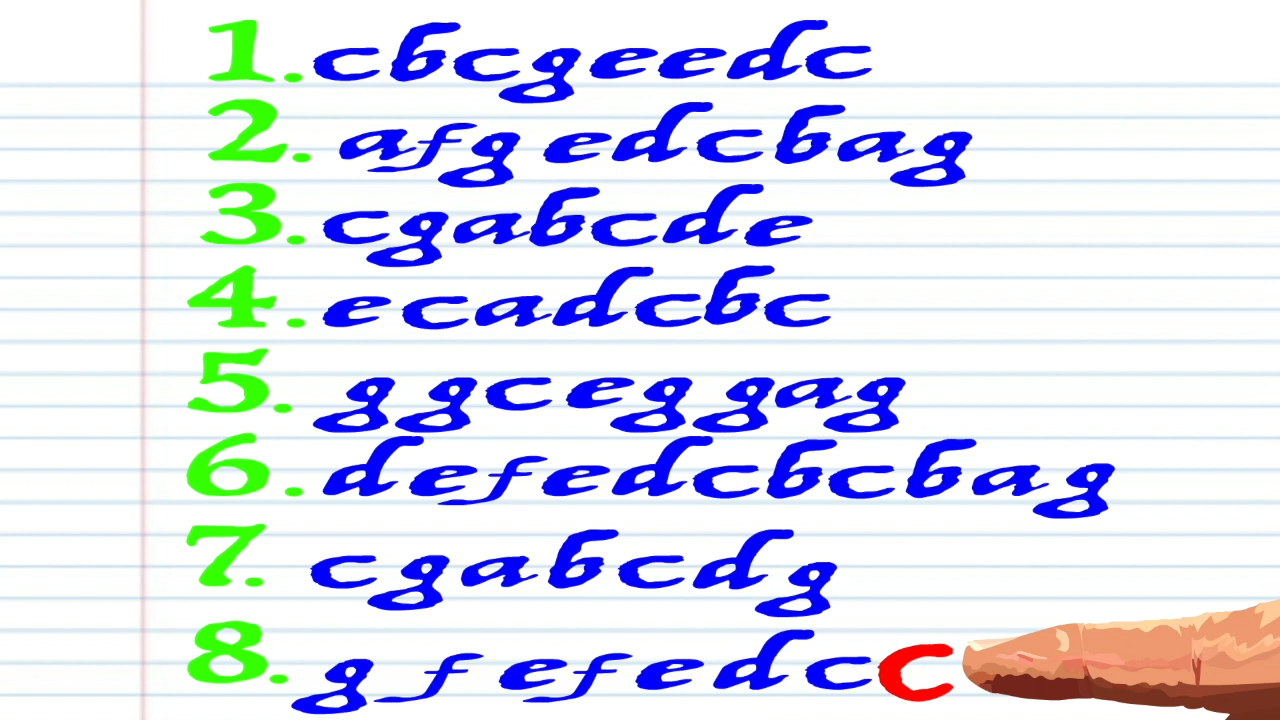 1. cbcgeedc
2. afgedcbag
3. cgabcde
4. ecadcbc
5. ggceggag
6. defedcbcbag
7. cgabcdg
8. gfefedcc